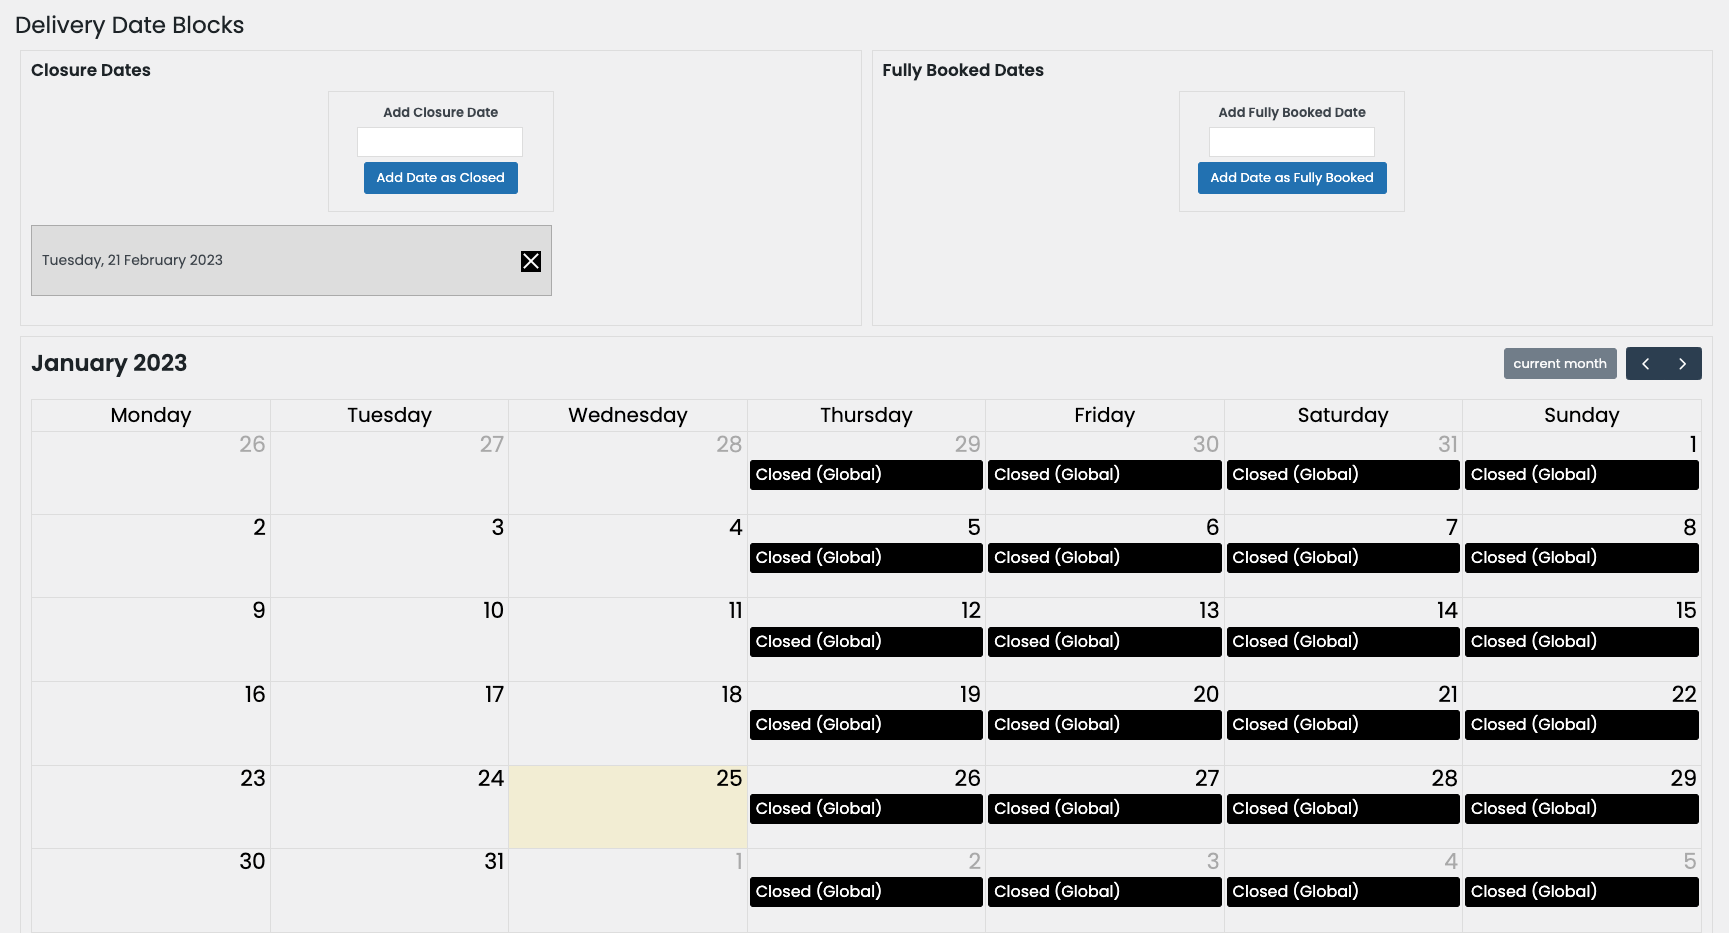 Delivery Date Blocks
Closure Dates
Add Closure Date
Add Date as Closed
Tuesday, 21 February 2023
Fully Booked Dates
Add Fully Booked Date
Add Date as Fully Booked
January 2023
current month
Monday Tuesday Wednesday Thursday Friday Saturday Sunday
26 27 28 29 30 31 1
Closed (Global) Closed (Global) Closed (Global) Closed (Global)
2 3 4 5 6 7 8
Closed (Global) Closed (Global) Closed (Global) Closed (Global)
9 10 11 12 13 14 15
Closed (Global) Closed (Global) Closed (Global) Closed (Global)
16 17 18 19 20 21 22
Closed (Global) Closed (Global) Closed (Global) Closed (Global)
23 24 25 26 27 28 29
Closed (Global) Closed (Global) Closed (Global) Closed (Global)
30 31 1 2 3 4 5
Closed (Global) Closed (Global) Closed (Global) Closed (Global)